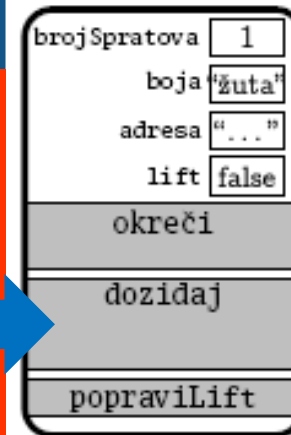 brojSpratova 1
boja “žuta”
adresa “...”
lift false
okreči
dozidaj
popraviLift